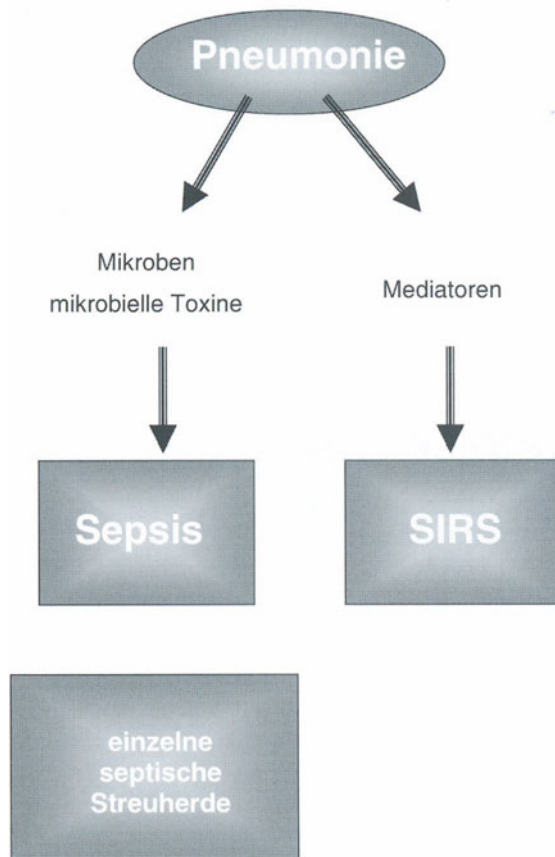 Pneumonie
Mikroben
mikrobielle Toxine
Mediatoren
Sepsis
SIRS
einzelne
septische
Streuherde